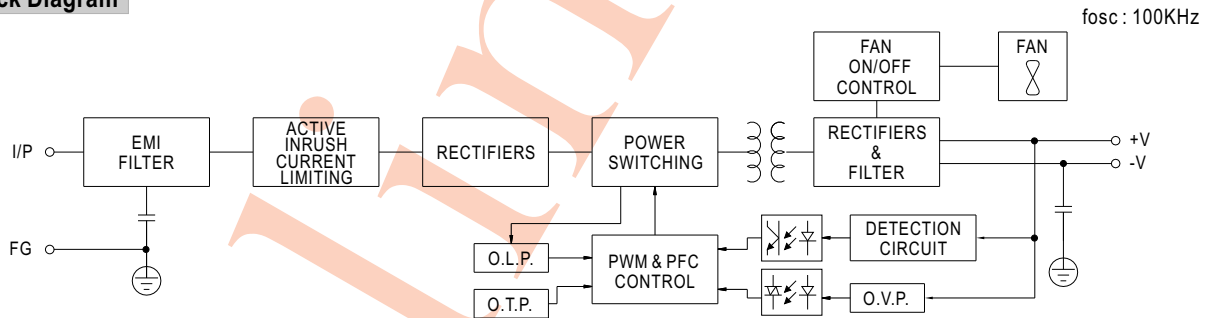 ck Diagram
fosc : 100KHz
FAN
ON/OFF
CONTROL
FAN
I/P
EMI
FILTER
ACTIVE
INRUSH
CURRENT
LIMITING
RECTIFIERS
POWER
SWITCHING
RECTIFIERS
&
FILTER
+V
-V
FG
O.L.P.
O.T.P.
PWM & PFC
CONTROL
DETECTION
CIRCUIT
O.V.P.